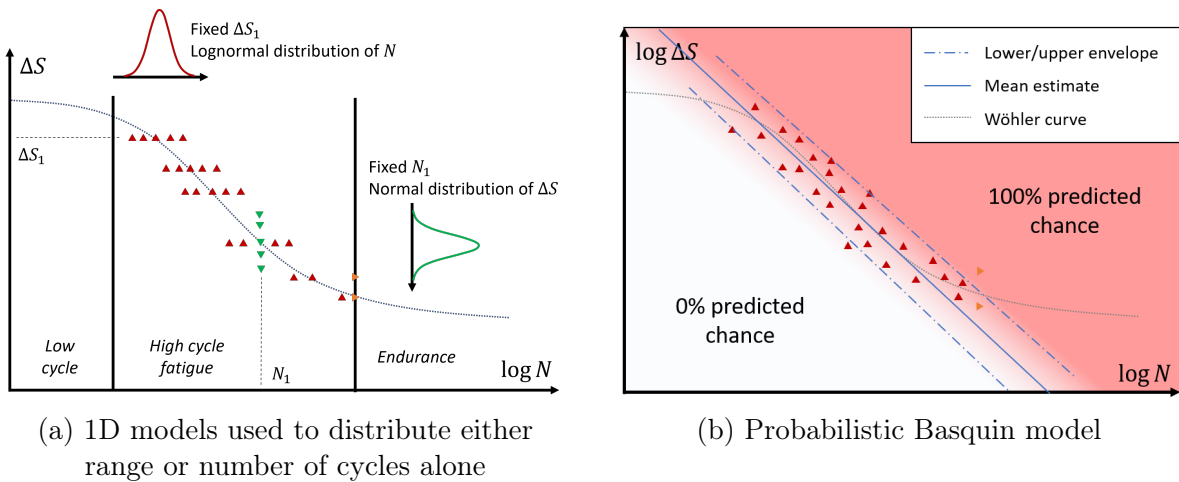 Fixed ΔS₁
Lognormal distribution of N
ΔS
ΔS₁
Fixed N₁
Normal distribution of ΔS
Low
cycle
High cycle
fatigue
N₁
Endurance
log N
(a) 1D models used to distribute either
range or number of cycles alone
log ΔS
Lower/upper envelope
Mean estimate
Wöhler curve
100% predicted
chance
0% predicted
chance
log N
(b) Probabilistic Basquin model